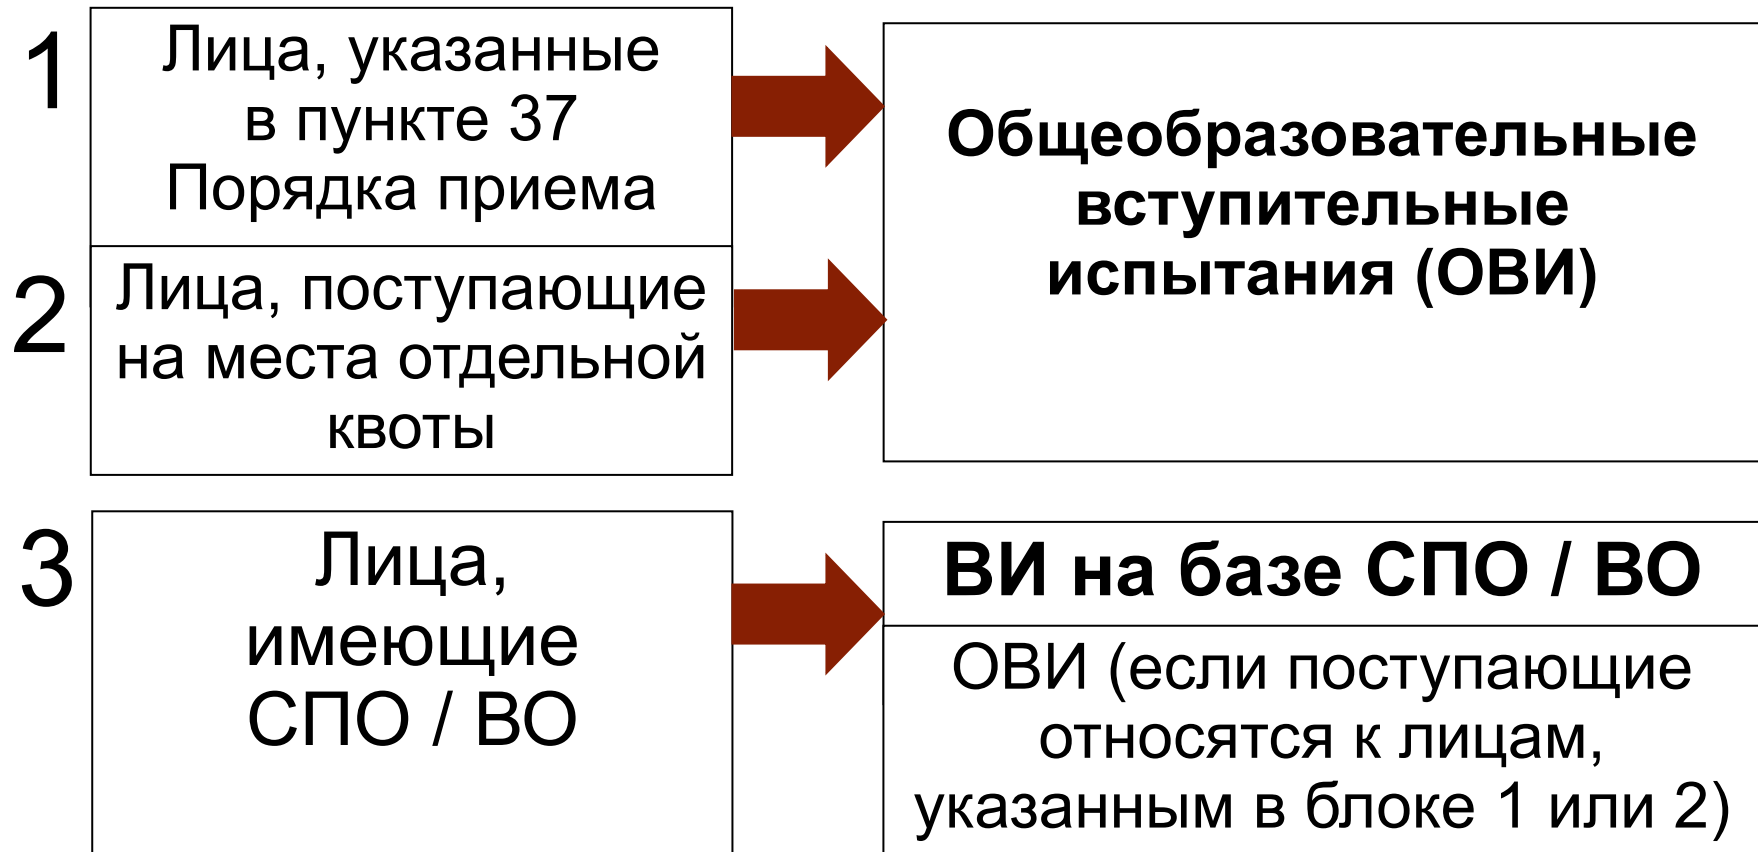 1
Лица, указанные
в пункте 37
Порядка приема
2
Лица, поступающие
на места отдельной
квоты
Общеобразовательные
вступительные
испытания (ОВИ)
3
Лица,
имеющие
СПО / ВО
ВИ на базе СПО / ВО
ОВИ (если поступающие
относятся к лицам,
указанным в блоке 1 или 2)